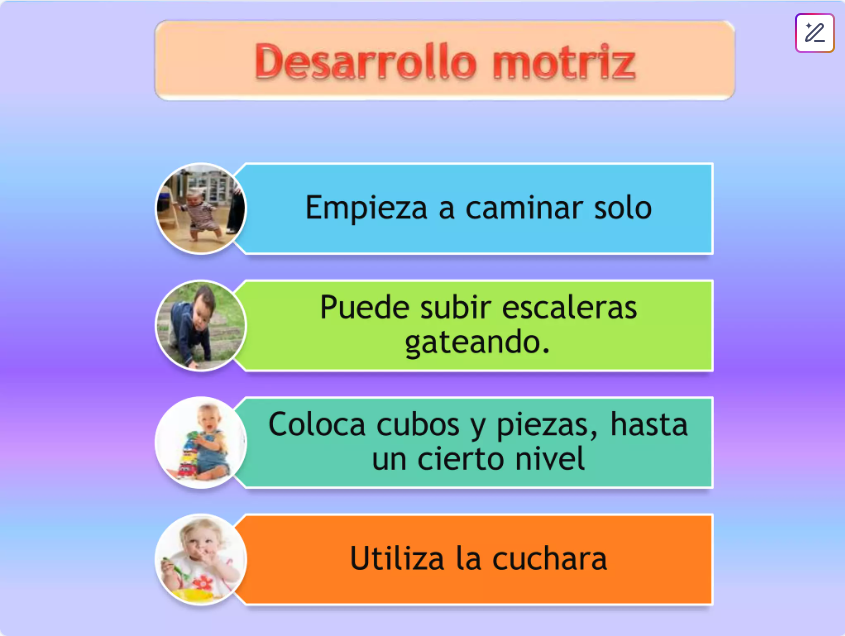 Desarrollo motriz
Empieza a caminar solo
Puede subir escaleras
gateando.
Coloca cubos y piezas, hasta
un cierto nivel
Utiliza la cuchara